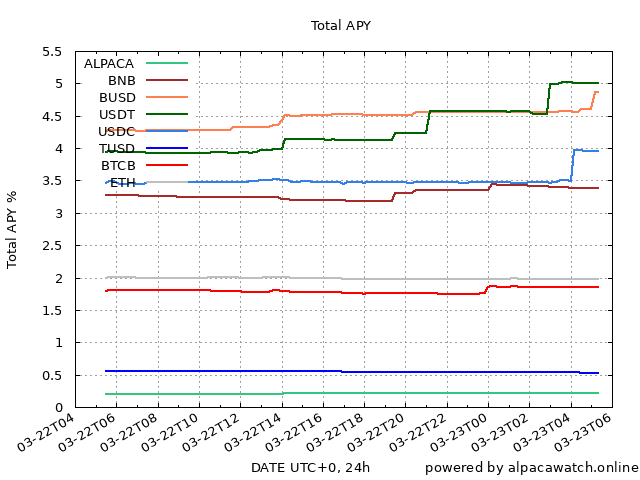 Total APY
Total APY %
5.5
5
4.5
4
3.5
3
2.5
2
1.5
1
0.5
0
ALPACA
BNB
BUSD
USDT
USDC
TUSD
BTCB
ETH
03-22T04
03-22T06
03-22T08
03-22T10
03-22T12
03-22T14
03-22T16
03-22T18
03-22T20
03-22T22
03-23T00
03-23T02
03-23T04
03-23T06
DATE UTC+0, 24h
powered by alpacawatch.online